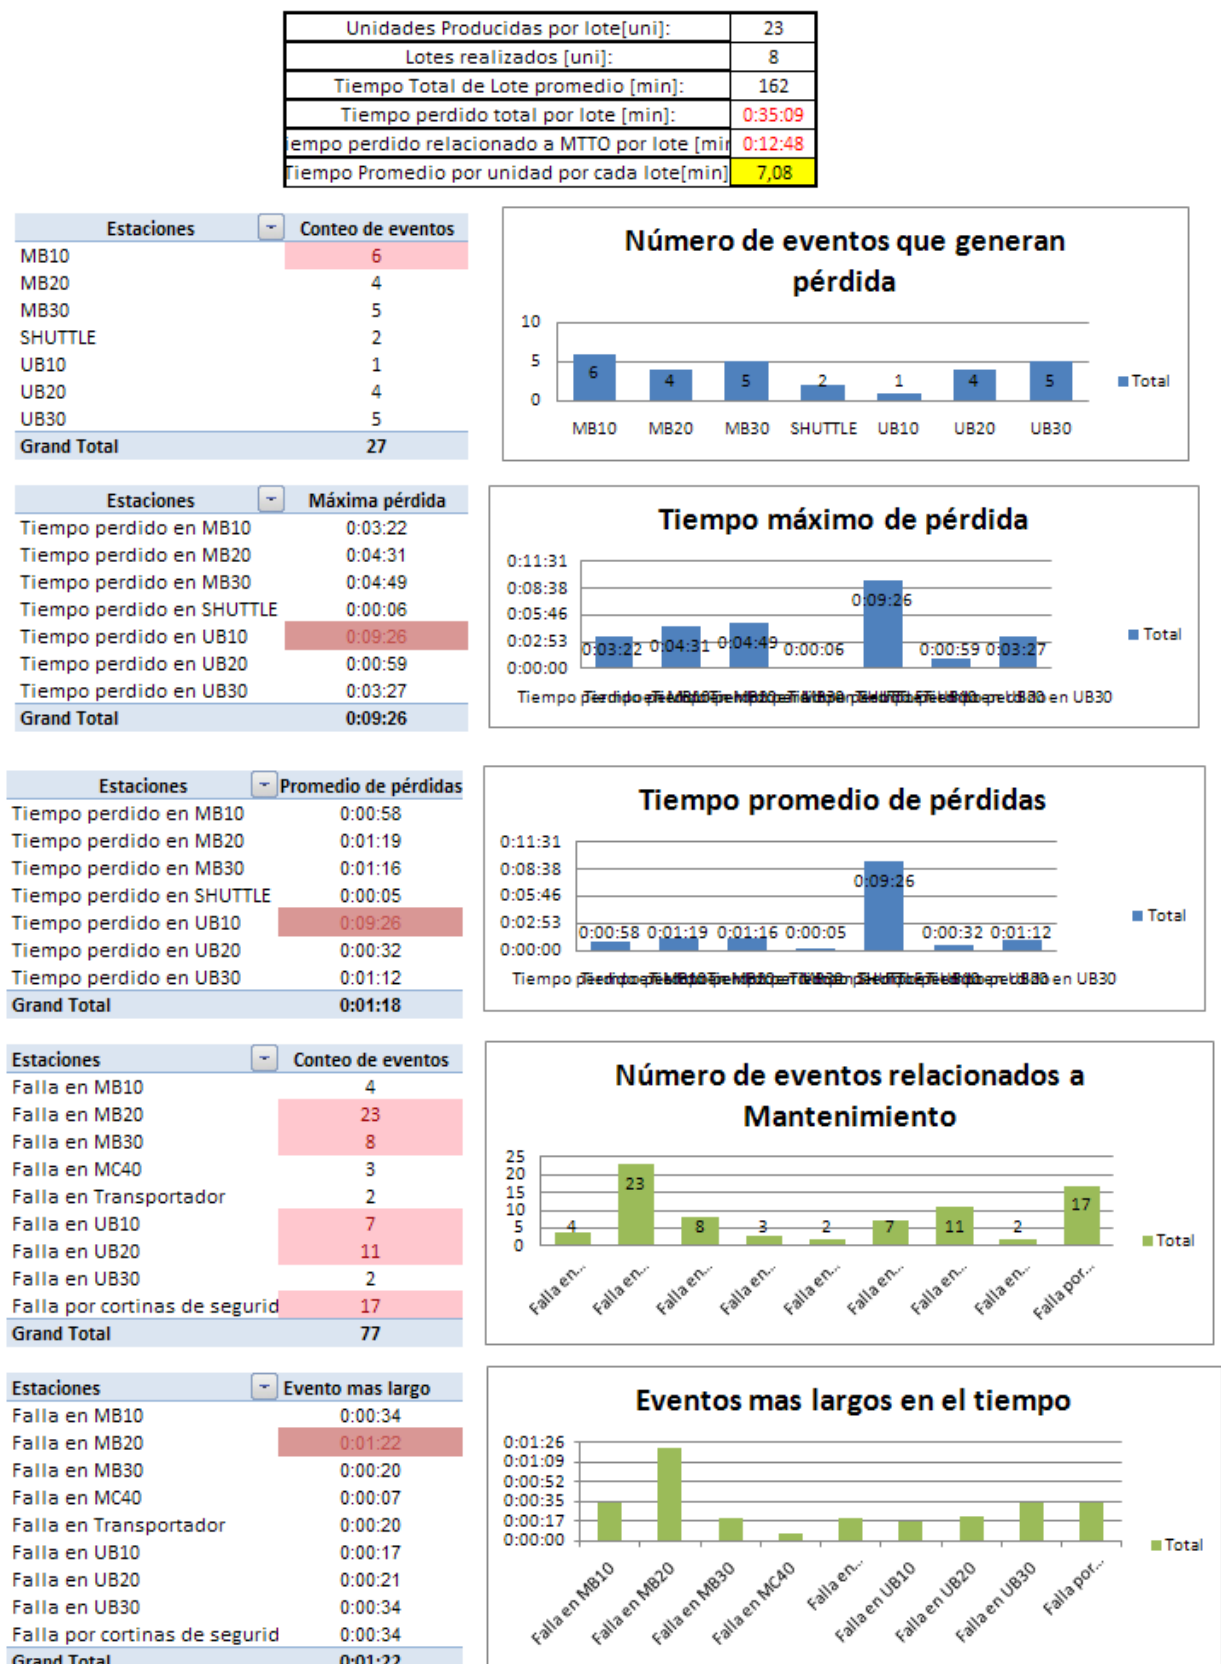 Unidades Producidas por lote[uni]: 23
Lotes realizados [uni]: 8
Tiempo Total de Lote promedio [min]: 162
Tiempo perdido total por lote [min]: 0:35:09
iempo perdido relacionado a MTTO por lote [min 0:12:48
Tiempo Promedio por unidad por cada lote[min] 7,08
Estaciones Conteo de eventos
MB10 6
MB20 4
MB30 5
SHUTTLE 2
UB10 1
UB20 4
UB30 5
Grand Total 27
Número de eventos que generan
pérdida
10
5
0
6 4 5 2 1 4 5
MB10 MB20 MB30 SHUTTLE UB10 UB20 UB30
Total
Estaciones Máxima pérdida
Tiempo perdido en MB10 0:03:22
Tiempo perdido en MB20 0:04:31
Tiempo perdido en MB30 0:04:49
Tiempo perdido en SHUTTLE 0:00:06
Tiempo perdido en UB10 0:09:26
Tiempo perdido en UB20 0:00:59
Tiempo perdido en UB30 0:03:27
Grand Total 0:09:26
Tiempo máximo de pérdida
0:11:31
0:08:38
0:05:46
0:02:53
0:00:00
0:03:22 0:04:31 0:04:49 0:00:06 0:09:26 0:00:59 0:03:27
Tiempo en UB30
Total
Estaciones Promedio de pérdidas
Tiempo perdido en MB10 0:00:58
Tiempo perdido en MB20 0:01:19
Tiempo perdido en MB30 0:01:16
Tiempo perdido en SHUTTLE 0:00:05
Tiempo perdido en UB10 0:09:26
Tiempo perdido en UB20 0:00:32
Tiempo perdido en UB30 0:01:12
Grand Total 0:01:18
Tiempo promedio de pérdidas
0:11:31
0:08:38
0:05:46
0:02:53
0:00:00
0:00:58 0:01:19 0:01:16 0:00:05 0:09:26 0:00:32 0:01:12
Tiempo en UB30
Total
Estaciones Conteo de eventos
Falla en MB10 4
Falla en MB20 23
Falla en MB30 8
Falla en MC40 3
Falla en Transportador 2
Falla en UB10 7
Falla en UB20 11
Falla en UB30 2
Falla por cortinas de segurid 17
Grand Total 77
Número de eventos relacionados a
Mantenimiento
25
20
15
10
5
0
4 23 8 3 2 7 11 2 17
Falla en... Falla en... Falla en... Falla en... Falla en... Falla en... Falla en... Falla en... Falla por...
Total
Estaciones Evento mas largo
Falla en MB10 0:00:34
Falla en MB20 0:01:22
Falla en MB30 0:00:20
Falla en MC40 0:00:07
Falla en Transportador 0:00:20
Falla en UB10 0:00:17
Falla en UB20 0:00:21
Falla en UB30 0:00:34
Falla por cortinas de segurid 0:00:34
Grand Total 0:01:22
Eventos mas largos en el tiempo
0:01:26
0:01:09
0:00:52
0:00:35
0:00:17
0:00:00
Falla en MB10 Falla en MB20 Falla en MB30 Falla en MC40 Falla en... Falla en UB10 Falla en UB20 Falla en UB30 Falla por...
Total